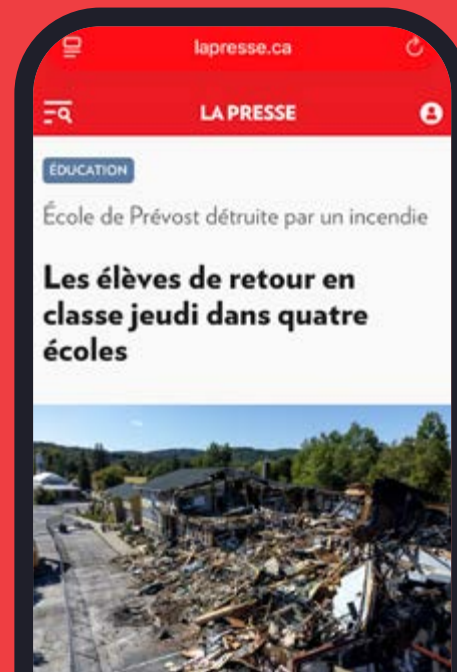 lapresse.ca
LA PRESSE
ÉDUCATION
École de Prévost détruite par un incendie
Les élèves de retour en
classe jeudi dans quatre
écoles